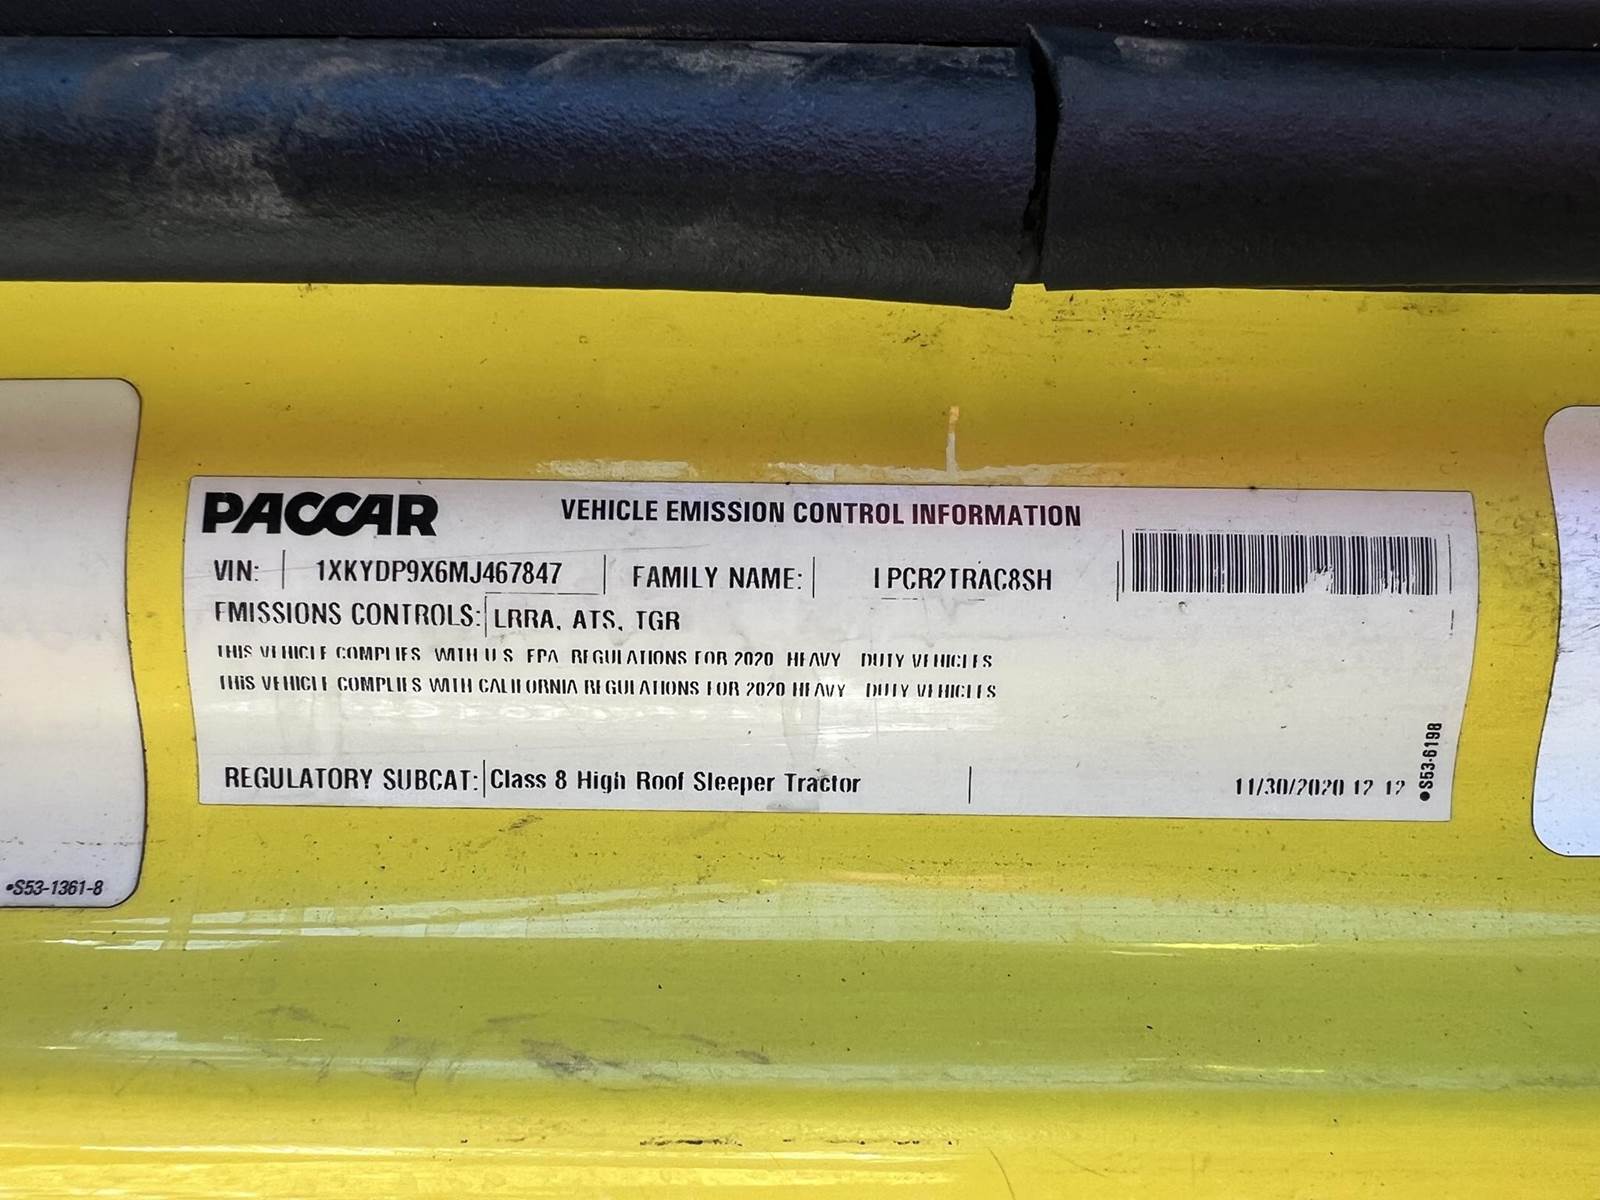 PACCAR VEHICLE EMISSION CONTROL INFORMATION
VIN: 1XKYDP9X6MJ467847 FAMILY NAME: LPCR2TRAC8SH
EMISSIONS CONTROLS: LRRA, ATS, TGR
THIS VEHICLE COMPLIES WITH U.S. EPA REGULATIONS FOR 2020 HEAVY DUTY VEHICLES
THIS VEHICLE COMPLIES WITH CALIFORNIA REGULATIONS FOR 2020 HEAVY DUTY VEHICLES
REGULATORY SUBCAT: Class 8 High Roof Sleeper Tractor 11/30/2020 12 12
•S53-6198
•S53-1361-8